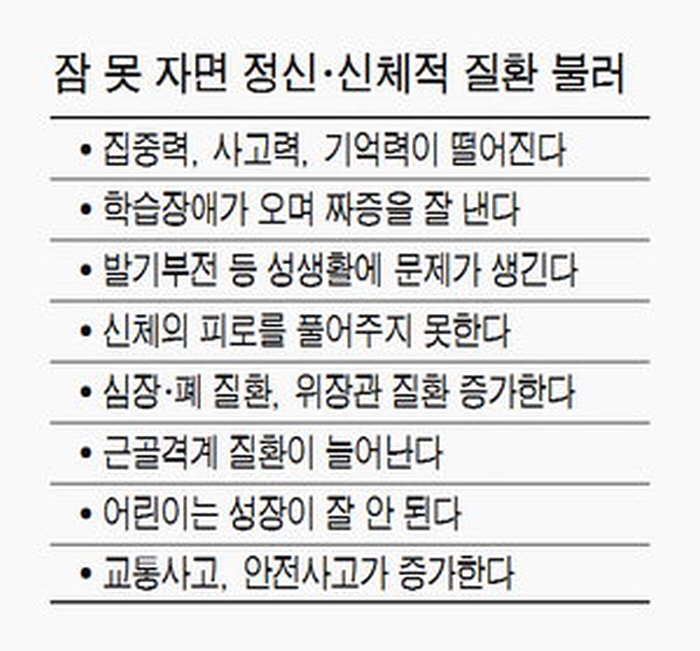 잠 못 자면 정신·신체적 질환 불러
• 집중력, 사고력, 기억력이 떨어진다
• 학습장애가 오며 짜증을 잘 낸다
• 발기부전 등 성생활에 문제가 생긴다
• 신체의 피로를 풀어주지 못한다
• 심장·폐 질환, 위장관 질환 증가한다
• 근골격계 질환이 늘어난다
• 어린이는 성장이 잘 안 된다
• 교통사고, 안전사고가 증가한다